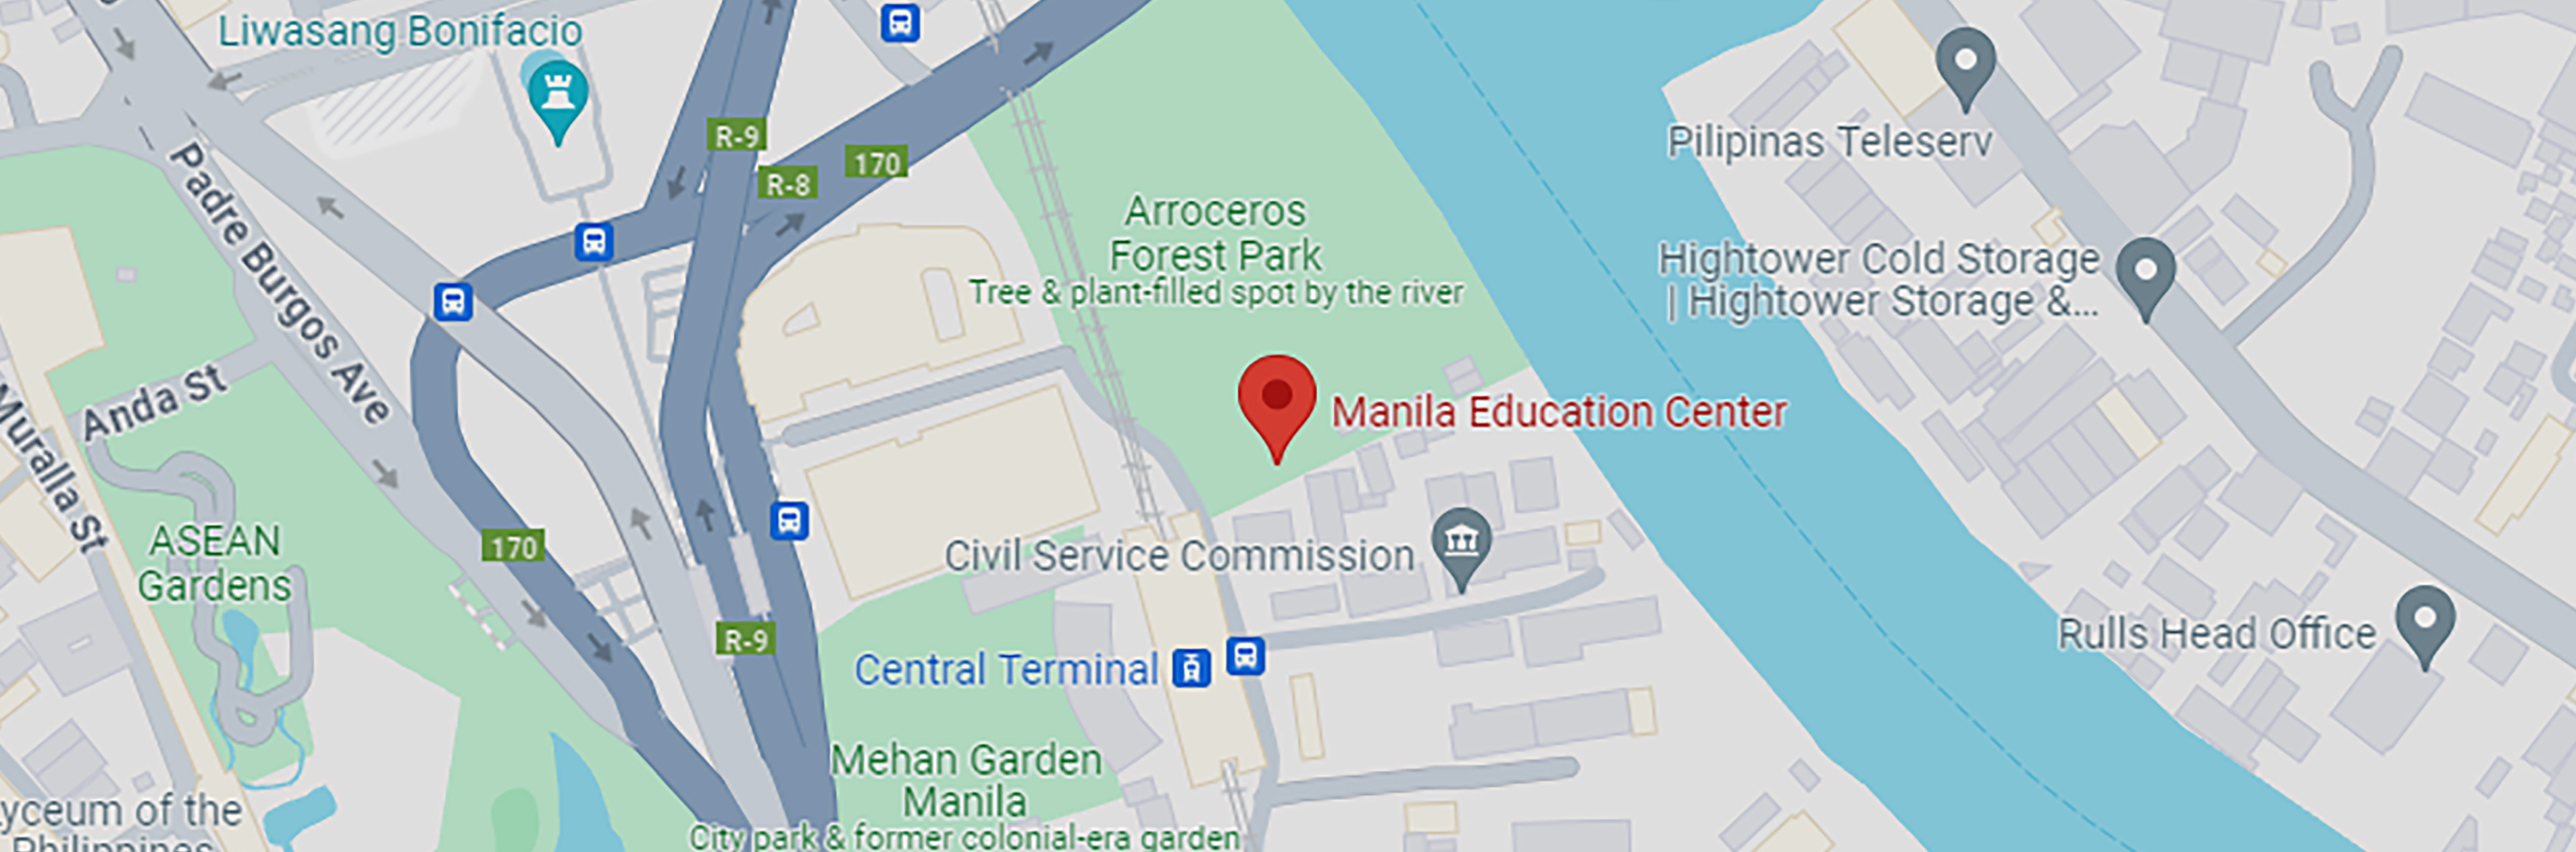 Liwasang Bonifacio
Padre Burgos Ave
R-9
R-8
170
Pilipinas Teleserv
Arroceros
Forest Park
Tree & plant-filled spot by the river
Hightower Cold Storage
| Hightower Storage &...
Anda St
Muralla St
Manila Education Center
ASEAN
Gardens
170
Civil Service Commission
R-9
Central Terminal
Rulls Head Office
Mehan Garden
Manila
City park & former colonial-era garden
yceum of the
Philippines